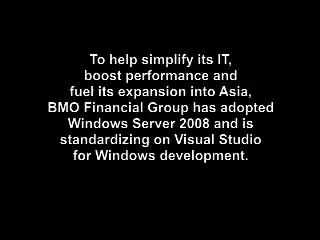 To help simplify its IT,
boost performance and
fuel its expansion into Asia,
BMO Financial Group has adopted
Windows Server 2008 and is
standardizing on Visual Studio
for Windows development.